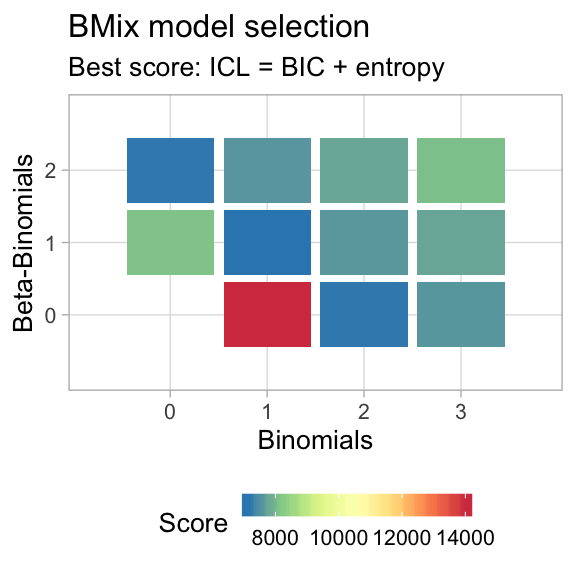 BMix model selection
Best score: ICL = BIC + entropy
Beta-Binomials
2
1
0
0 1 2 3
Binomials
Score
8000 10000 12000 14000